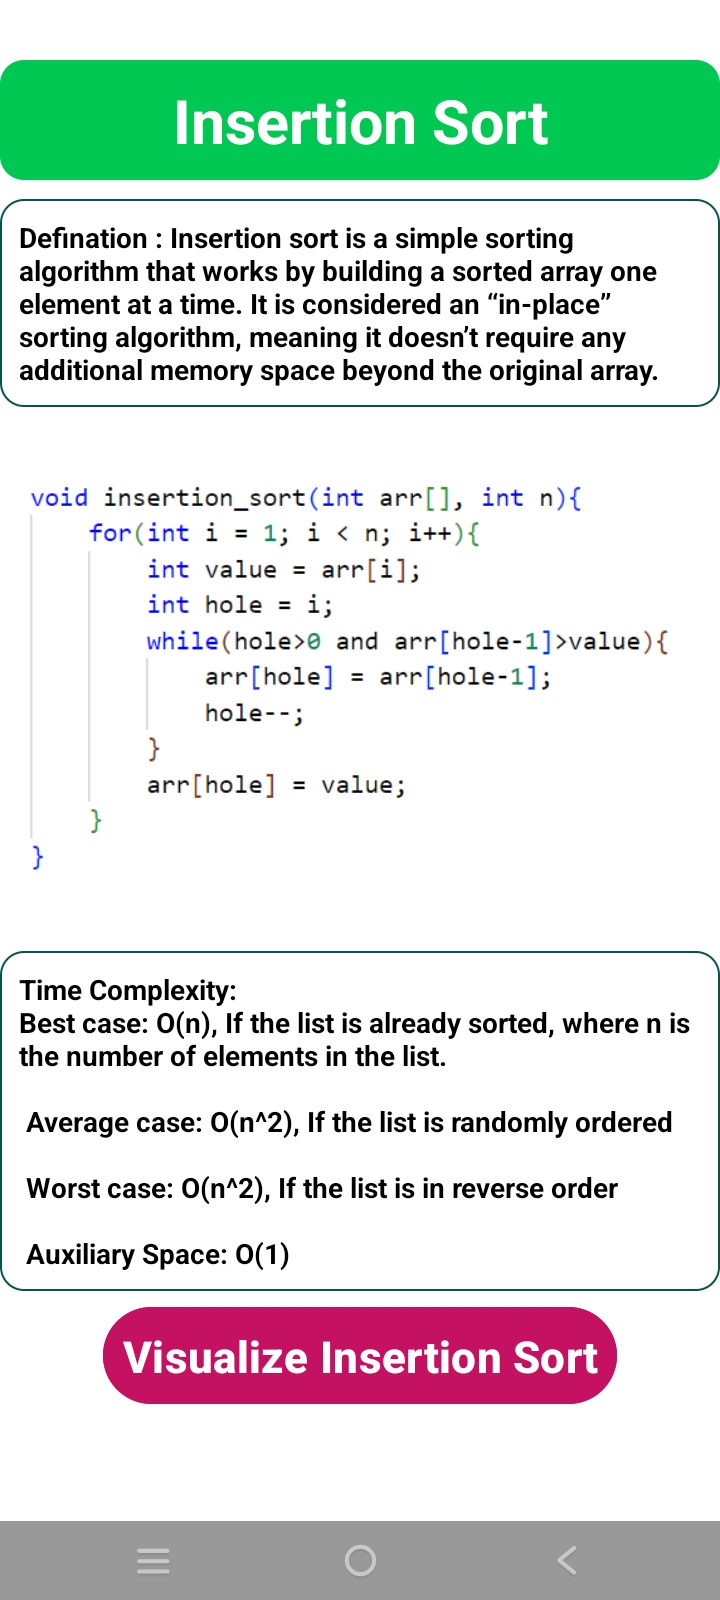 Insertion Sort
Defination : Insertion sort is a simple sorting
algorithm that works by building a sorted array one
element at a time. It is considered an “in-place”
sorting algorithm, meaning it doesn’t require any
additional memory space beyond the original array.
void insertion_sort(int arr[], int n){
    for(int i = 1; i < n; i++){
        int value = arr[i];
        int hole = i;
        while(hole>0 and arr[hole-1]>value){
            arr[hole] = arr[hole-1];
            hole--;
        }
        arr[hole] = value;
    }
}
Time Complexity:
Best case: O(n), If the list is already sorted, where n is
the number of elements in the list.
Average case: O(n^2), If the list is randomly ordered
Worst case: O(n^2), If the list is in reverse order
Auxiliary Space: O(1)
Visualize Insertion Sort